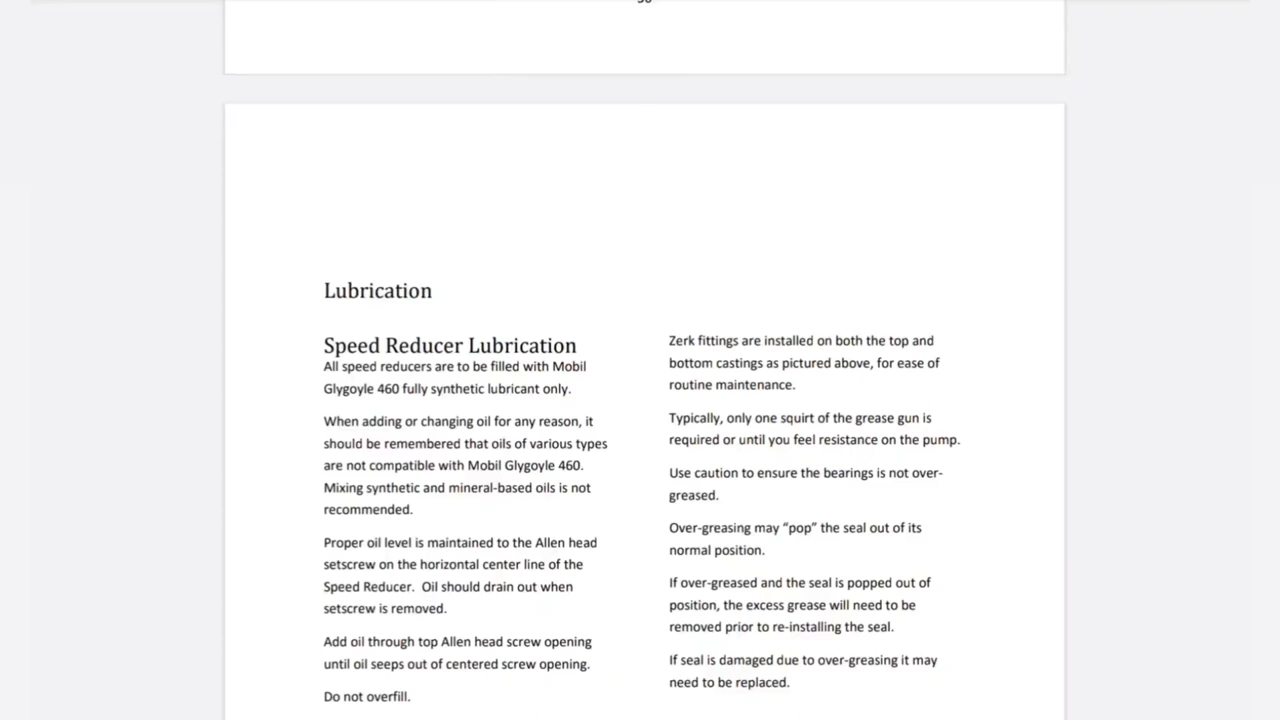 Lubrication
Speed Reducer Lubrication
All speed reducers are to be filled with Mobil
Glygoyle 460 fully synthetic lubricant only.
When adding or changing oil for any reason, it
should be remembered that oils of various types
are not compatible with Mobil Glygoyle 460.
Mixing synthetic and mineral-based oils is not
recommended.
Proper oil level is maintained to the Allen head
setscrew on the horizontal center line of the
Speed Reducer.  Oil should drain out when
setscrew is removed.
Add oil through top Allen head screw opening
until oil seeps out of centered screw opening.
Do not overfill.
Zerk fittings are installed on both the top and
bottom castings as pictured above, for ease of
routine maintenance.
Typically, only one squirt of the grease gun is
required or until you feel resistance on the pump.
Use caution to ensure the bearings is not over-
greased.
Over-greasing may “pop” the seal out of its
normal position.
If over-greased and the seal is popped out of
position, the excess grease will need to be
removed prior to re-installing the seal.
If seal is damaged due to over-greasing it may
need to be replaced.